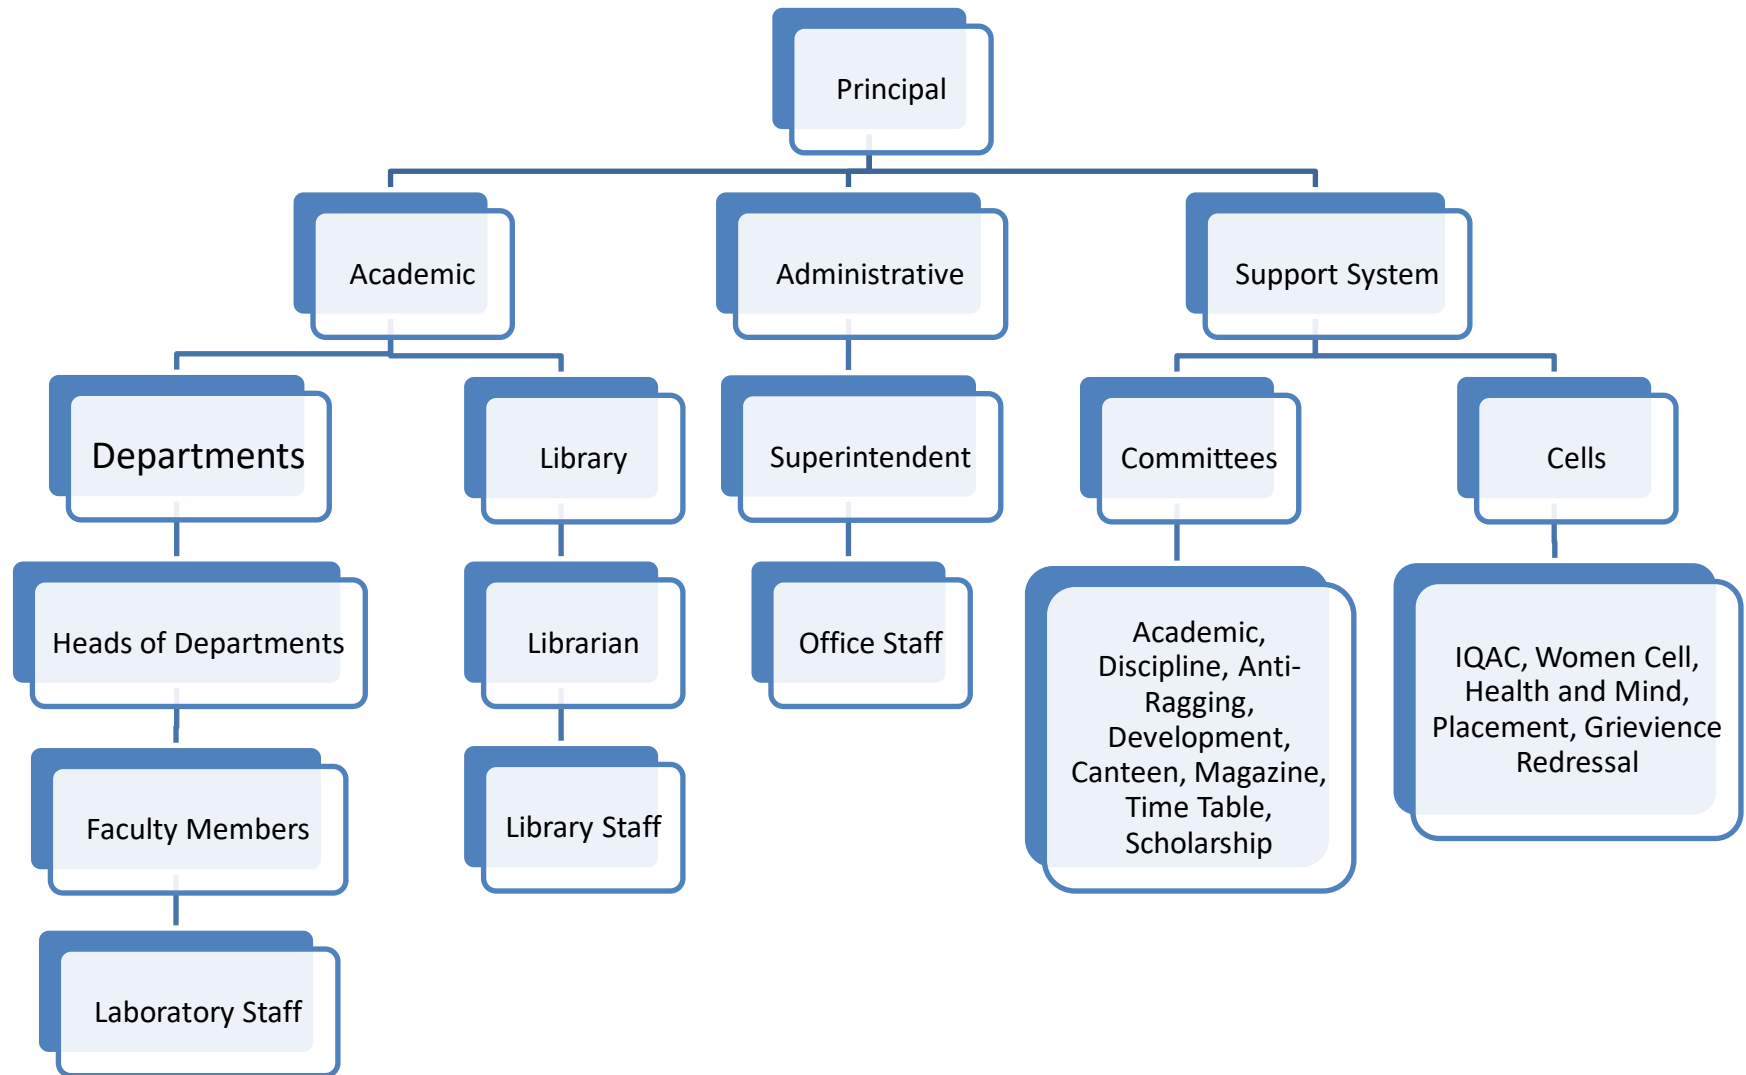 Principal
Academic
Administrative
Support System
Departments
Library
Superintendent
Committees
Cells
Heads of Departments
Librarian
Office Staff
Academic,
Discipline, Anti-
Ragging,
Development,
Canteen, Magazine,
Time Table,
Scholarship
IQAC, Women Cell,
Health and Mind,
Placement, Grievience
Redressal
Faculty Members
Library Staff
Laboratory Staff